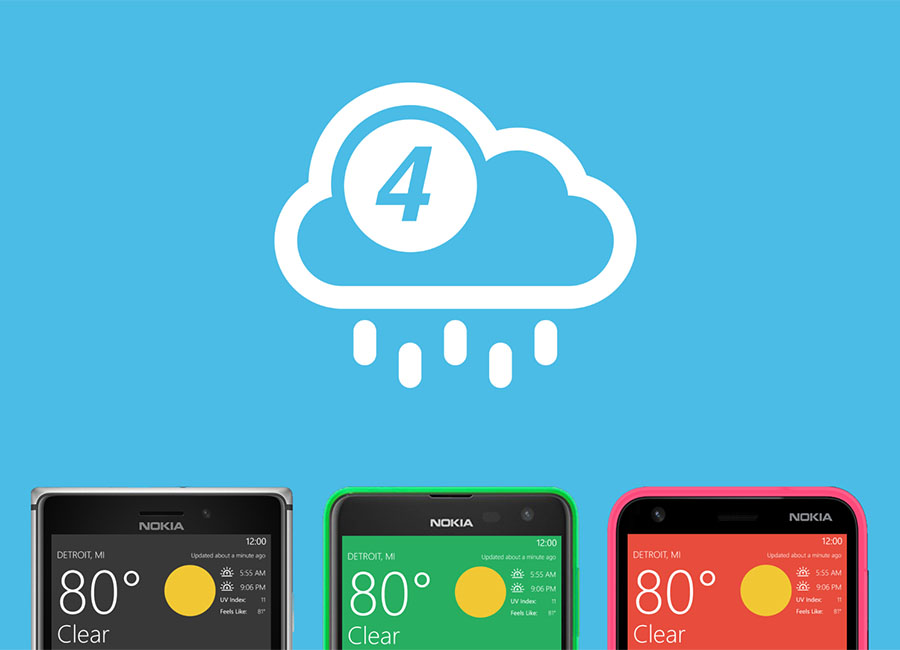 4
NOKIA
12:00
DETROIT, MI
Updated about a minute ago
80°
5:55 AM
9:06 PM
UV Index: 11
Feels Like: 81°
Clear
NOKIA
12:00
DETROIT, MI
Updated about a minute ago
80°
5:55 AM
9:06 PM
UV Index: 11
Feels Like: 81°
Clear
NOKIA
12:00
DETROIT, MI
Updated about a minute ago
80°
5:55 AM
9:06 PM
UV Index: 11
Feels Like: 81°
Clear